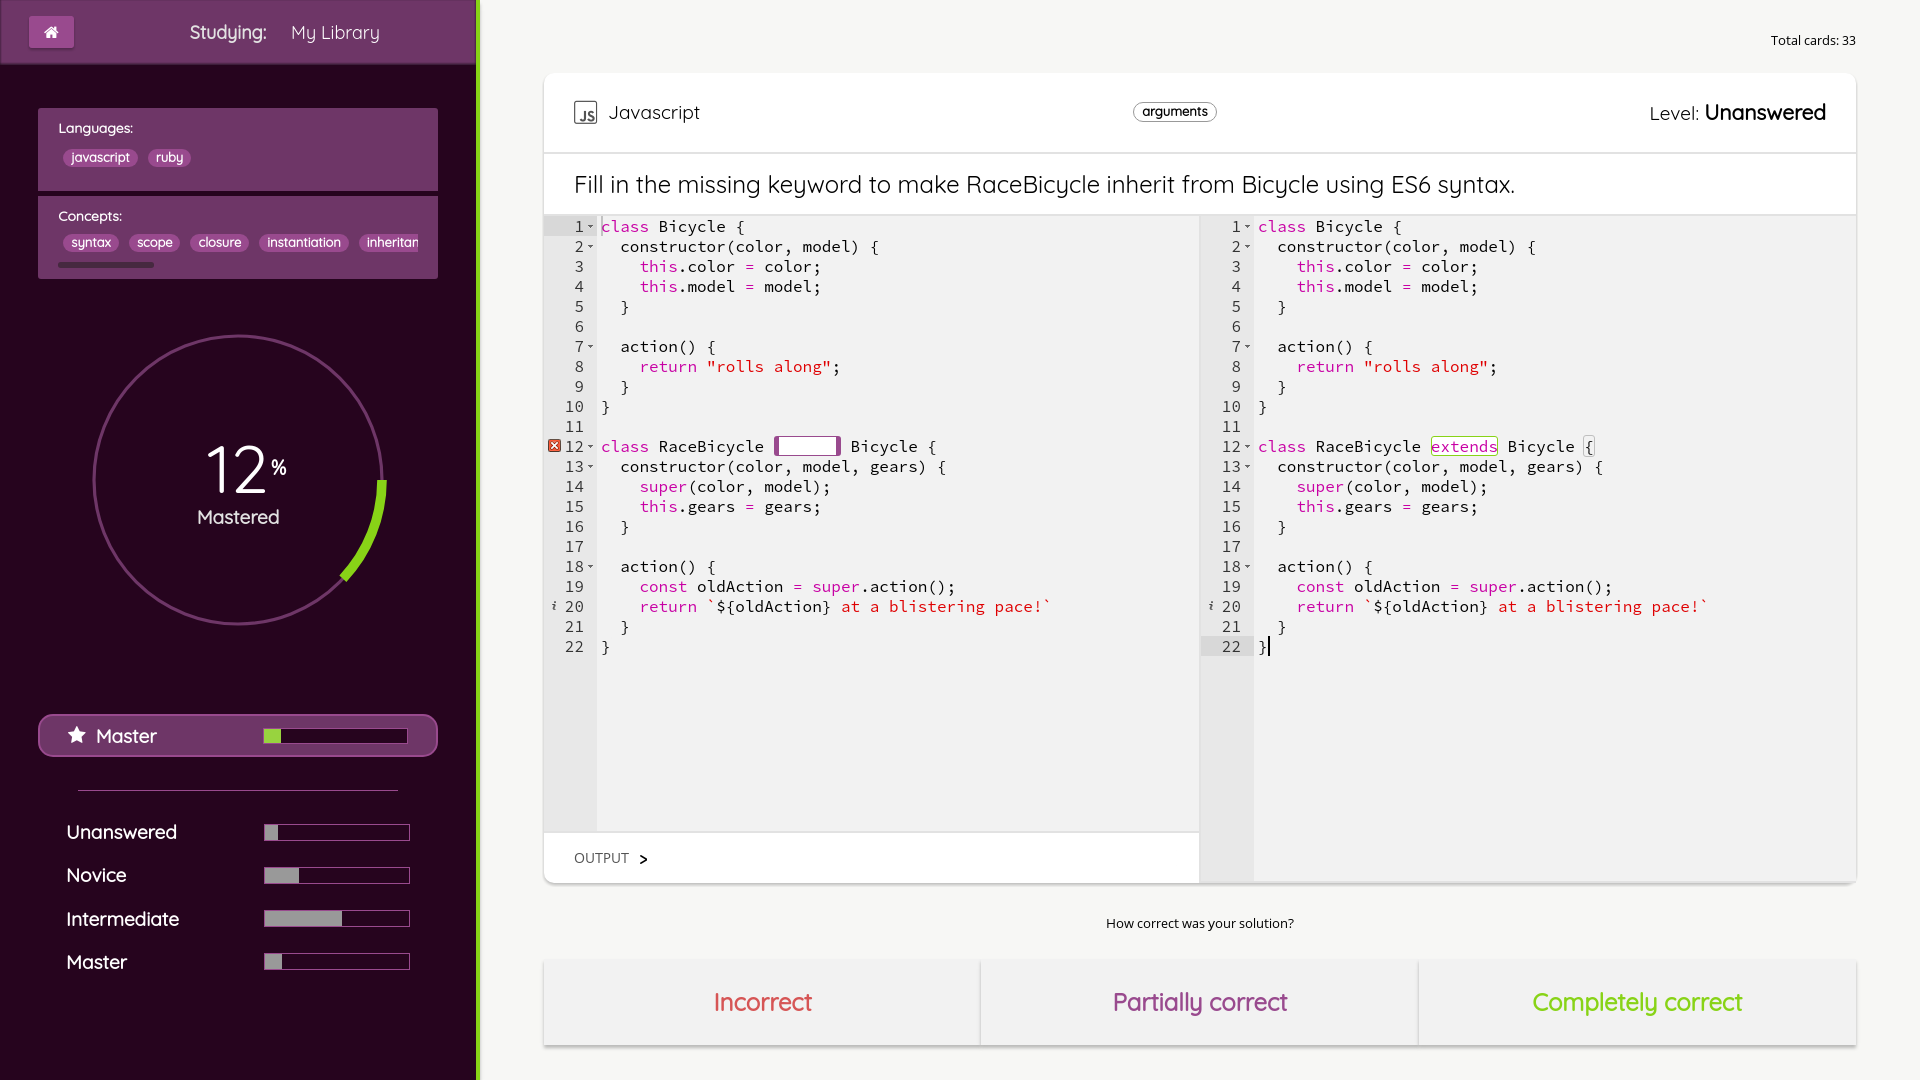 Studying: My Library
Languages:
javascript ruby
Concepts:
syntax scope closure instantiation inheritan
12%
Mastered
Master
Unanswered
Novice
Intermediate
Master
Total cards: 33
JS Javascript arguments Level: Unanswered
Fill in the missing keyword to make RaceBicycle inherit from Bicycle using ES6 syntax.
1 class Bicycle {
2   constructor(color, model) {
3     this.color = color;
4     this.model = model;
5   }
6
7   action() {
8     return "rolls along";
9   }
10 }
11
12 class RaceBicycle Bicycle {
13   constructor(color, model, gears) {
14     super(color, model);
15     this.gears = gears;
16   }
17
18   action() {
19     const oldAction = super.action();
i 20     return `${oldAction} at a blistering pace!`
21   }
22 }
OUTPUT >
1 class Bicycle {
2   constructor(color, model) {
3     this.color = color;
4     this.model = model;
5   }
6
7   action() {
8     return "rolls along";
9   }
10 }
11
12 class RaceBicycle extends Bicycle {
13   constructor(color, model, gears) {
14     super(color, model);
15     this.gears = gears;
16   }
17
18   action() {
19     const oldAction = super.action();
i 20     return `${oldAction} at a blistering pace!`
21   }
22 }
How correct was your solution?
Incorrect Partially correct Completely correct